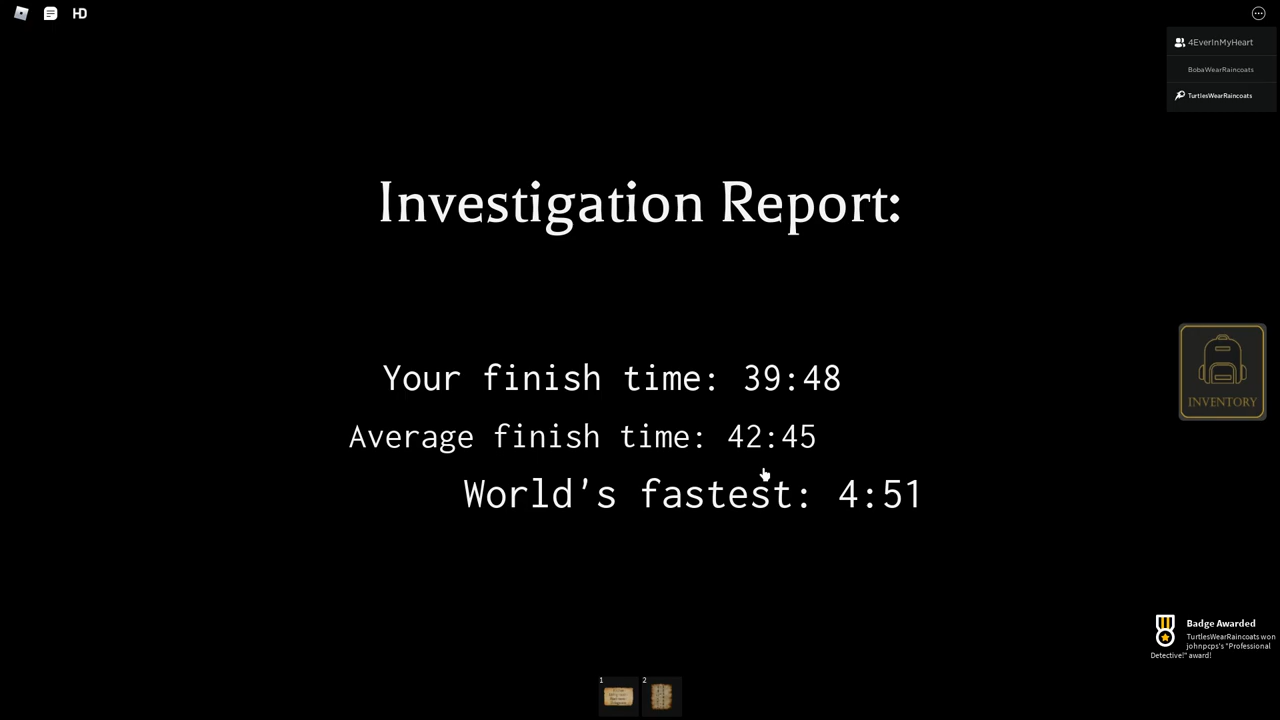 HD
4EverInMyHeart
BobaWearRaincoats
TurtlesWearRaincoats
Investigation Report:
Your finish time: 39:48
Average finish time: 42:45
World's fastest: 4:51
INVENTORY
Badge Awarded
TurtlesWearRaincoats won
johnpcps's "Professional
Detective!" award!
1
2